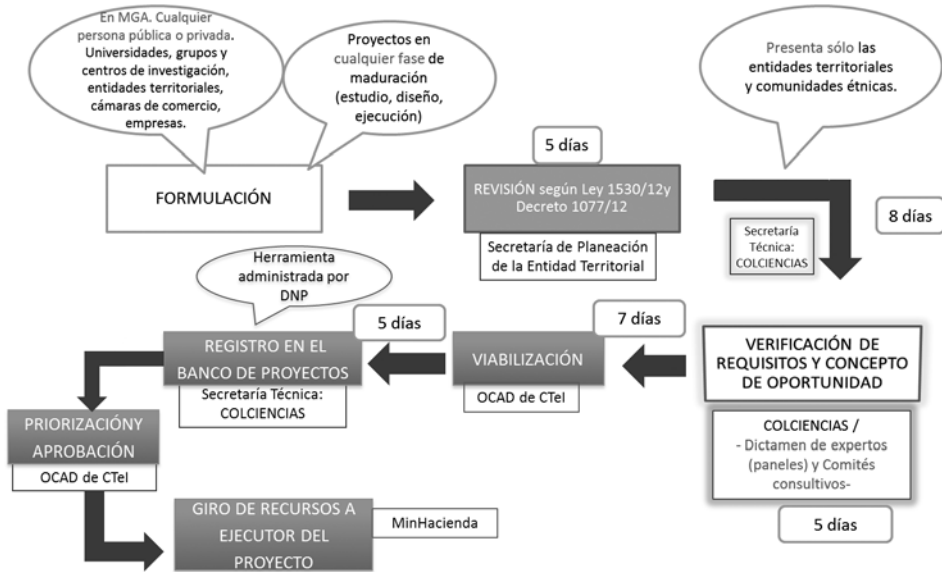 En MGA. Cualquier
persona pública o privada.
Universidades, grupos y
centros de investigación,
entidades territoriales,
cámaras de comercio,
empresas.
Proyectos en
cualquier fase de
maduración
(estudio, diseño,
ejecución)
Presenta sólo las
entidades territoriales
y comunidades étnicas.
FORMULACIÓN
5 días
REVISIÓN según Ley 1530/12y
Decreto 1077/12
Secretaría de Planeación
de la Entidad Territorial
8 días
Secretaría
Técnica:
COLCIENCIAS
VERIFICACIÓN DE
REQUISITOS Y CONCEPTO
DE OPORTUNIDAD
COLCIENCIAS /
- Dictamen de expertos
(paneles) y Comités
consultivos-
5 días
7 días
VIABILIZACIÓN
OCAD de CTeI
5 días
Herramienta
administrada por
DNP
REGISTRO EN EL
BANCO DE PROYECTOS
Secretaría Técnica:
COLCIENCIAS
PRIORIZACIÓNY
APROBACIÓN
OCAD de CTeI
GIRO DE RECURSOS A
EJECUTOR DEL
PROYECTO
MinHacienda